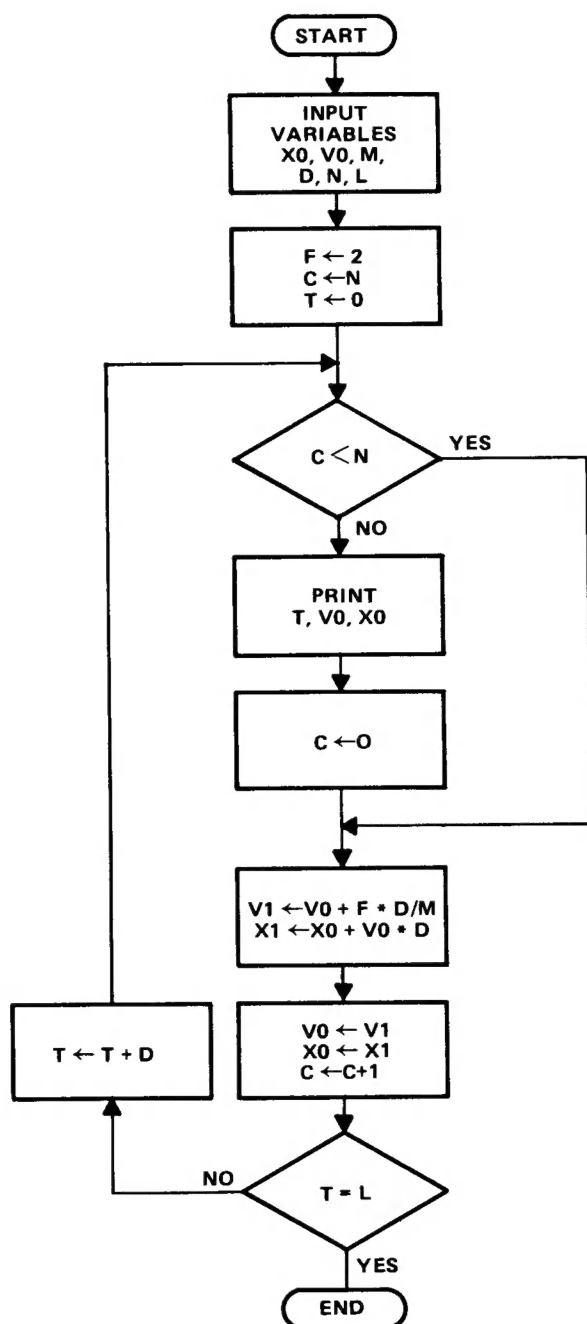 START
INPUT
VARIABLES
X0, V0, M,
D, N, L
F ← 2
C ← N
T ← 0
C < N
YES
NO
PRINT
T, V0, X0
C ← O
V1 ← V0 + F * D/M
X1 ← X0 + V0 * D
V0 ← V1
X0 ← X1
C ← C+1
T ← T + D
NO
T = L
YES
END